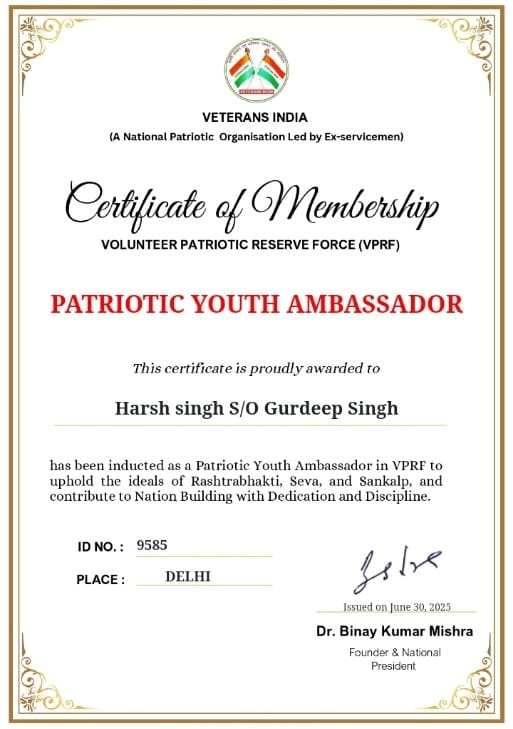 VETERANS INDIA
VETERANS INDIA
(A National Patriotic Organisation Led by Ex-servicemen)
Certificate of Membership
VOLUNTEER PATRIOTIC RESERVE FORCE (VPRF)
PATRIOTIC YOUTH AMBASSADOR
This certificate is proudly awarded to
Harsh singh S/O Gurdeep Singh
has been inducted as a Patriotic Youth Ambassador in VPRF to
uphold the ideals of Rashtrabhakti, Seva, and Sankalp, and
contribute to Nation Building with Dedication and Discipline.
ID NO. : 9585
PLACE : DELHI
Issued on June 30, 2025
Dr. Binay Kumar Mishra
Founder & National
President